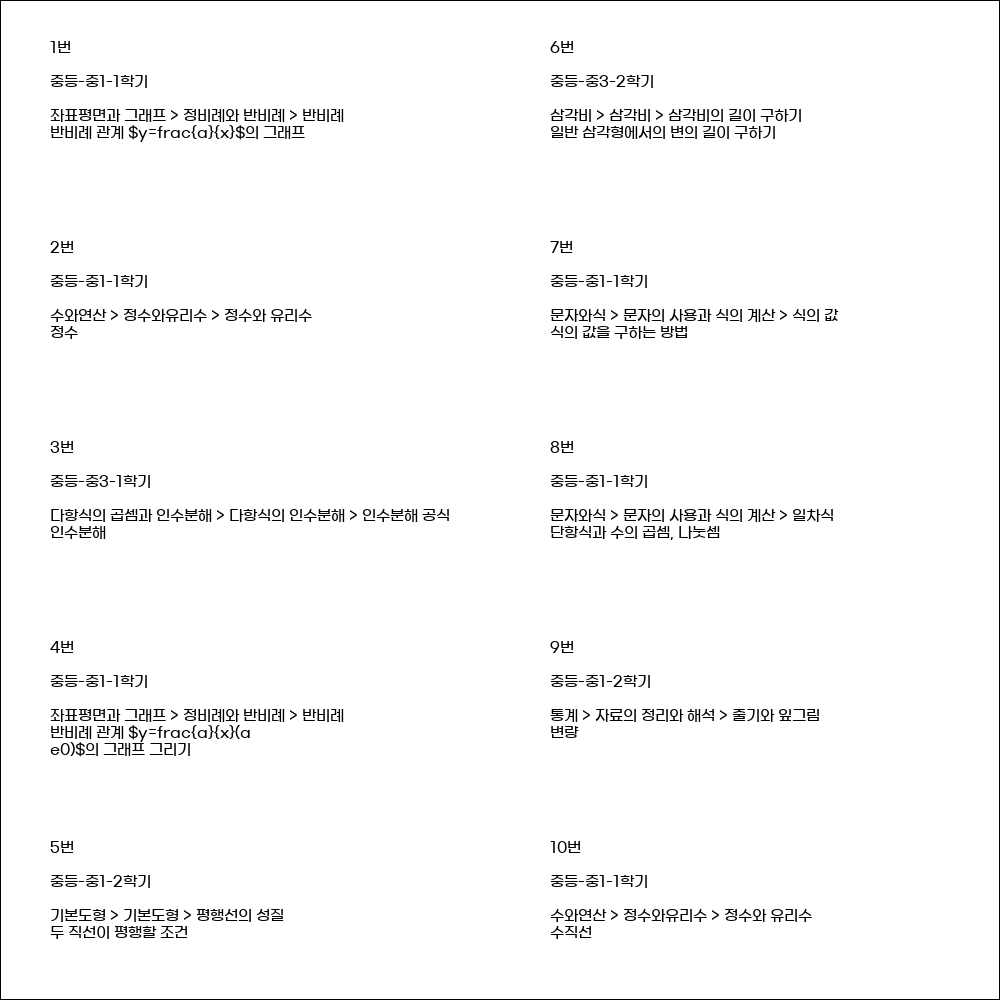 1번
중등-중1-1학기
좌표평면과 그래프 > 정비례와 반비례 > 반비례
반비례 관계 $y=frac{a}{x}$의 그래프
2번
중등-중1-1학기
수와연산 > 정수와유리수 > 정수와 유리수
정수
3번
중등-중3-1학기
다항식의 곱셈과 인수분해 > 다항식의 인수분해 > 인수분해 공식
인수분해
4번
중등-중1-1학기
좌표평면과 그래프 > 정비례와 반비례 > 반비례
반비례 관계 $y=frac{a}{x}(a
e0)$의 그래프 그리기
5번
중등-중1-2학기
기본도형 > 기본도형 > 평행선의 성질
두 직선이 평행할 조건
6번
중등-중3-2학기
삼각비 > 삼각비 > 삼각비의 길이 구하기
일반 삼각형에서의 변의 길이 구하기
7번
중등-중1-1학기
문자와식 > 문자의 사용과 식의 계산 > 식의 값
식의 값을 구하는 방법
8번
중등-중1-1학기
문자와식 > 문자의 사용과 식의 계산 > 일차식
단항식과 수의 곱셈, 나눗셈
9번
중등-중1-2학기
통계 > 자료의 정리와 해석 > 줄기와 잎그림
변량
10번
중등-중1-1학기
수와연산 > 정수와유리수 > 정수와 유리수
수직선